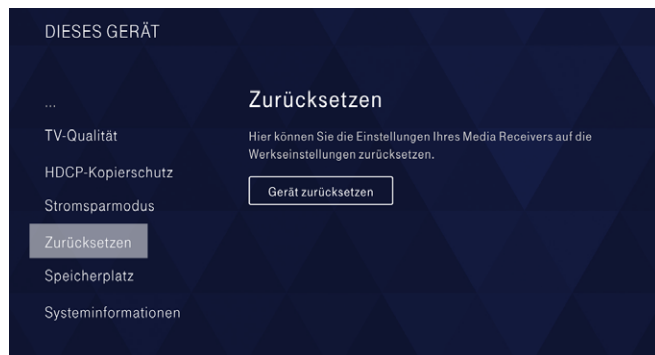 DIESES GERÄT
...
TV-Qualität
HDCP-Kopierschutz
Stromsparmodus
Zurücksetzen
Speicherplatz
Systeminformationen
Zurücksetzen
Hier können Sie die Einstellungen Ihres Media Receivers auf die
Werkseinstellungen zurücksetzen.
Gerät zurücksetzen